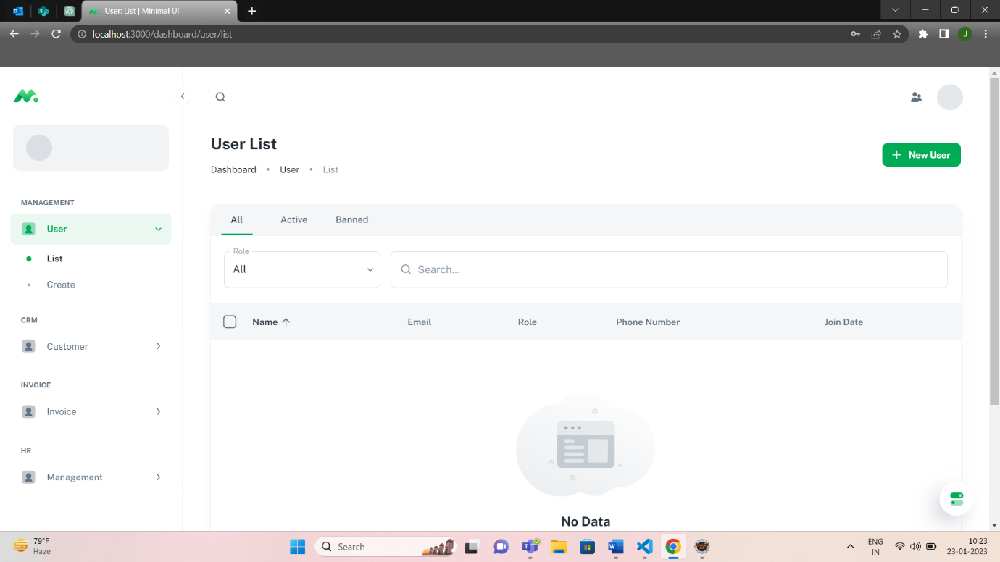 User: List | Minimal UI
localhost:3000/dashboard/user/list
J
User List
Dashboard • User • List
New User
MANAGEMENT
User
List
Create
CRM
Customer
INVOICE
Invoice
HR
Management
All Active Banned
Role
All
Search...
Name Email Role Phone Number Join Date
No Data
79°F
Haze
Search
ENG
IN
10:23
23-01-2023